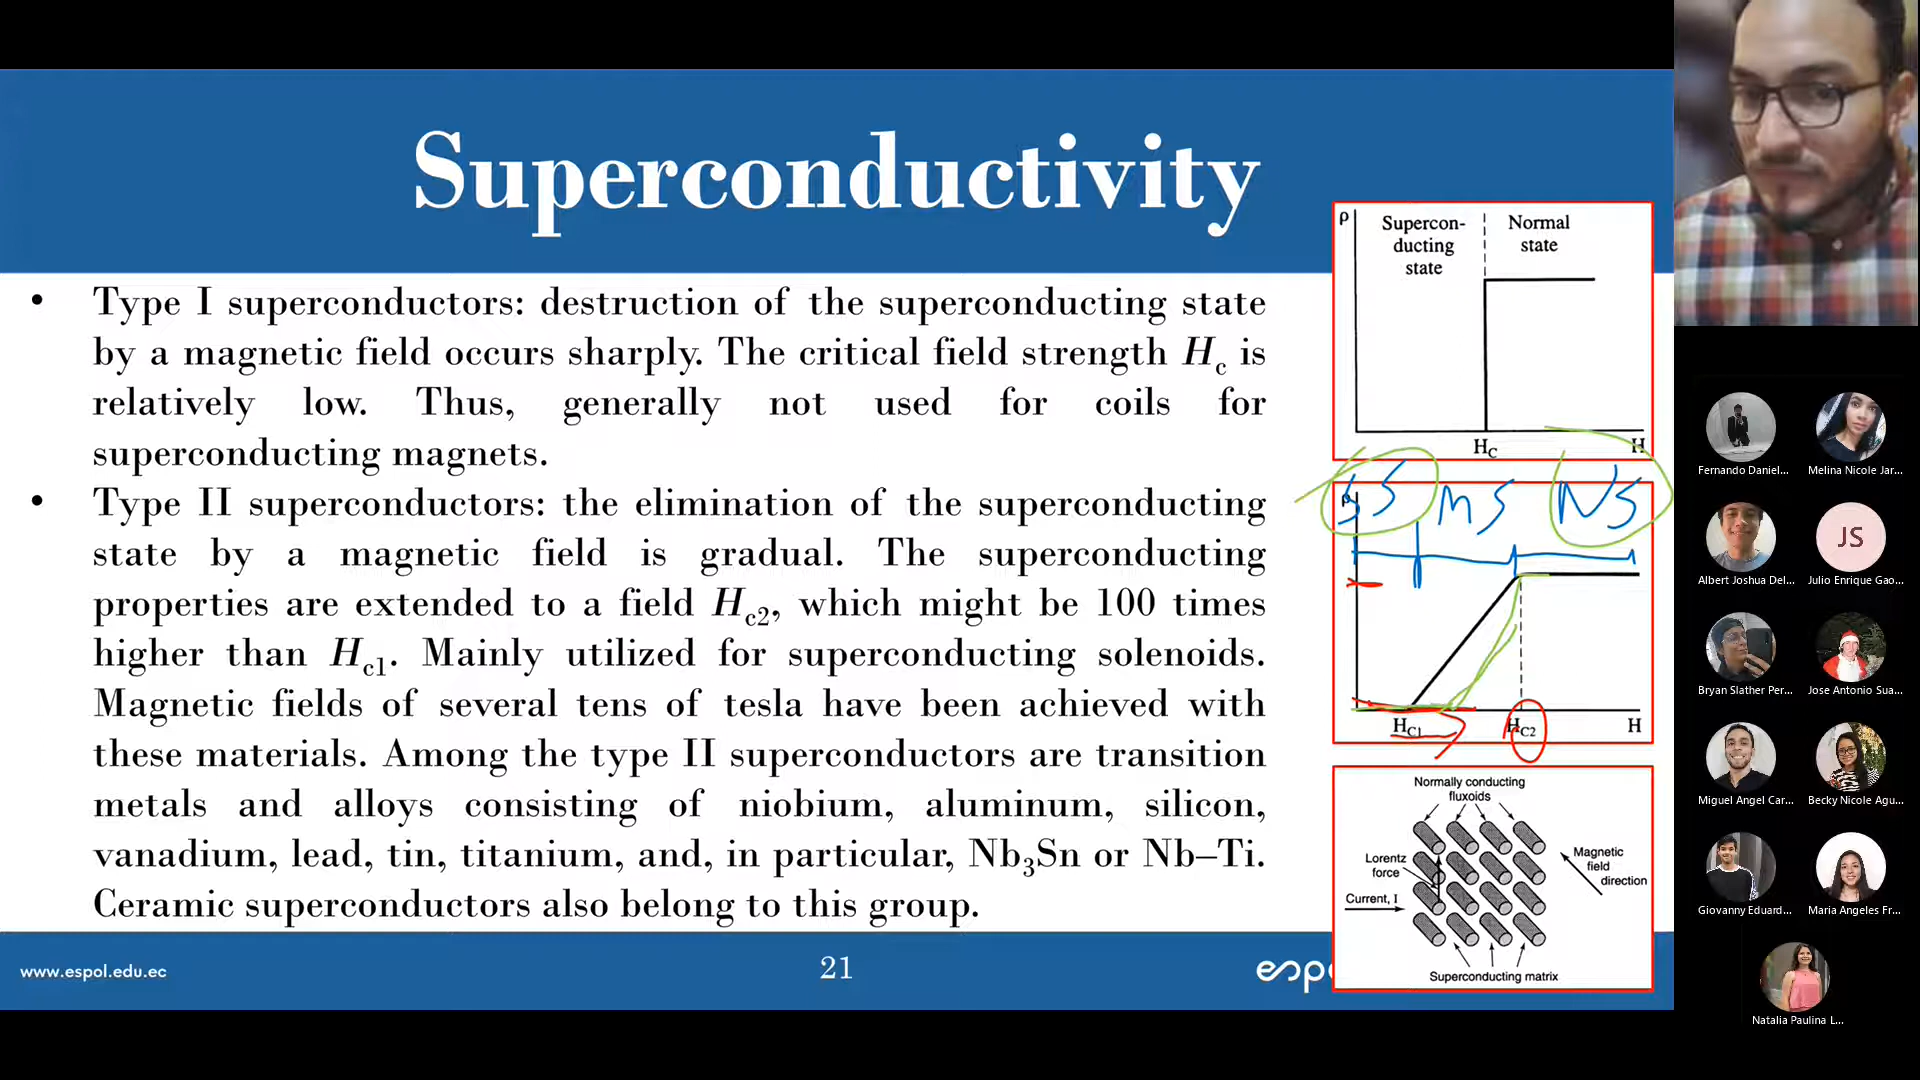 Superconductivity
• Type I superconductors: destruction of the superconducting state
by a magnetic field occurs sharply. The critical field strength Hc is
relatively low. Thus, generally not used for coils for
superconducting magnets.
• Type II superconductors: the elimination of the superconducting
state by a magnetic field is gradual. The superconducting
properties are extended to a field Hc2, which might be 100 times
higher than Hc1. Mainly utilized for superconducting solenoids.
Magnetic fields of several tens of tesla have been achieved with
these materials. Among the type II superconductors are transition
metals and alloys consisting of niobium, aluminum, silicon,
vanadium, lead, tin, titanium, and, in particular, Nb3Sn or Nb–Ti.
Ceramic superconductors also belong to this group.
ρ
Supercon-
ducting
state
Normal
state
HC
H
SS MS NS
HC1
HC2
H
Normally conducting
fluxoids
Lorentz
force
Magnetic
field
direction
Current, I
Superconducting matrix
www.espol.edu.ec
21
espo
Fernando Daniel...
Melina Nicole Jar...
Albert Joshua Del...
JS
Julio Enrique Gao...
Bryan Slather Per...
Jose Antonio Sua...
Miguel Angel Car...
Becky Nicole Agu...
Giovanny Eduard...
Maria Angeles Fr...
Natalia Paulina L...